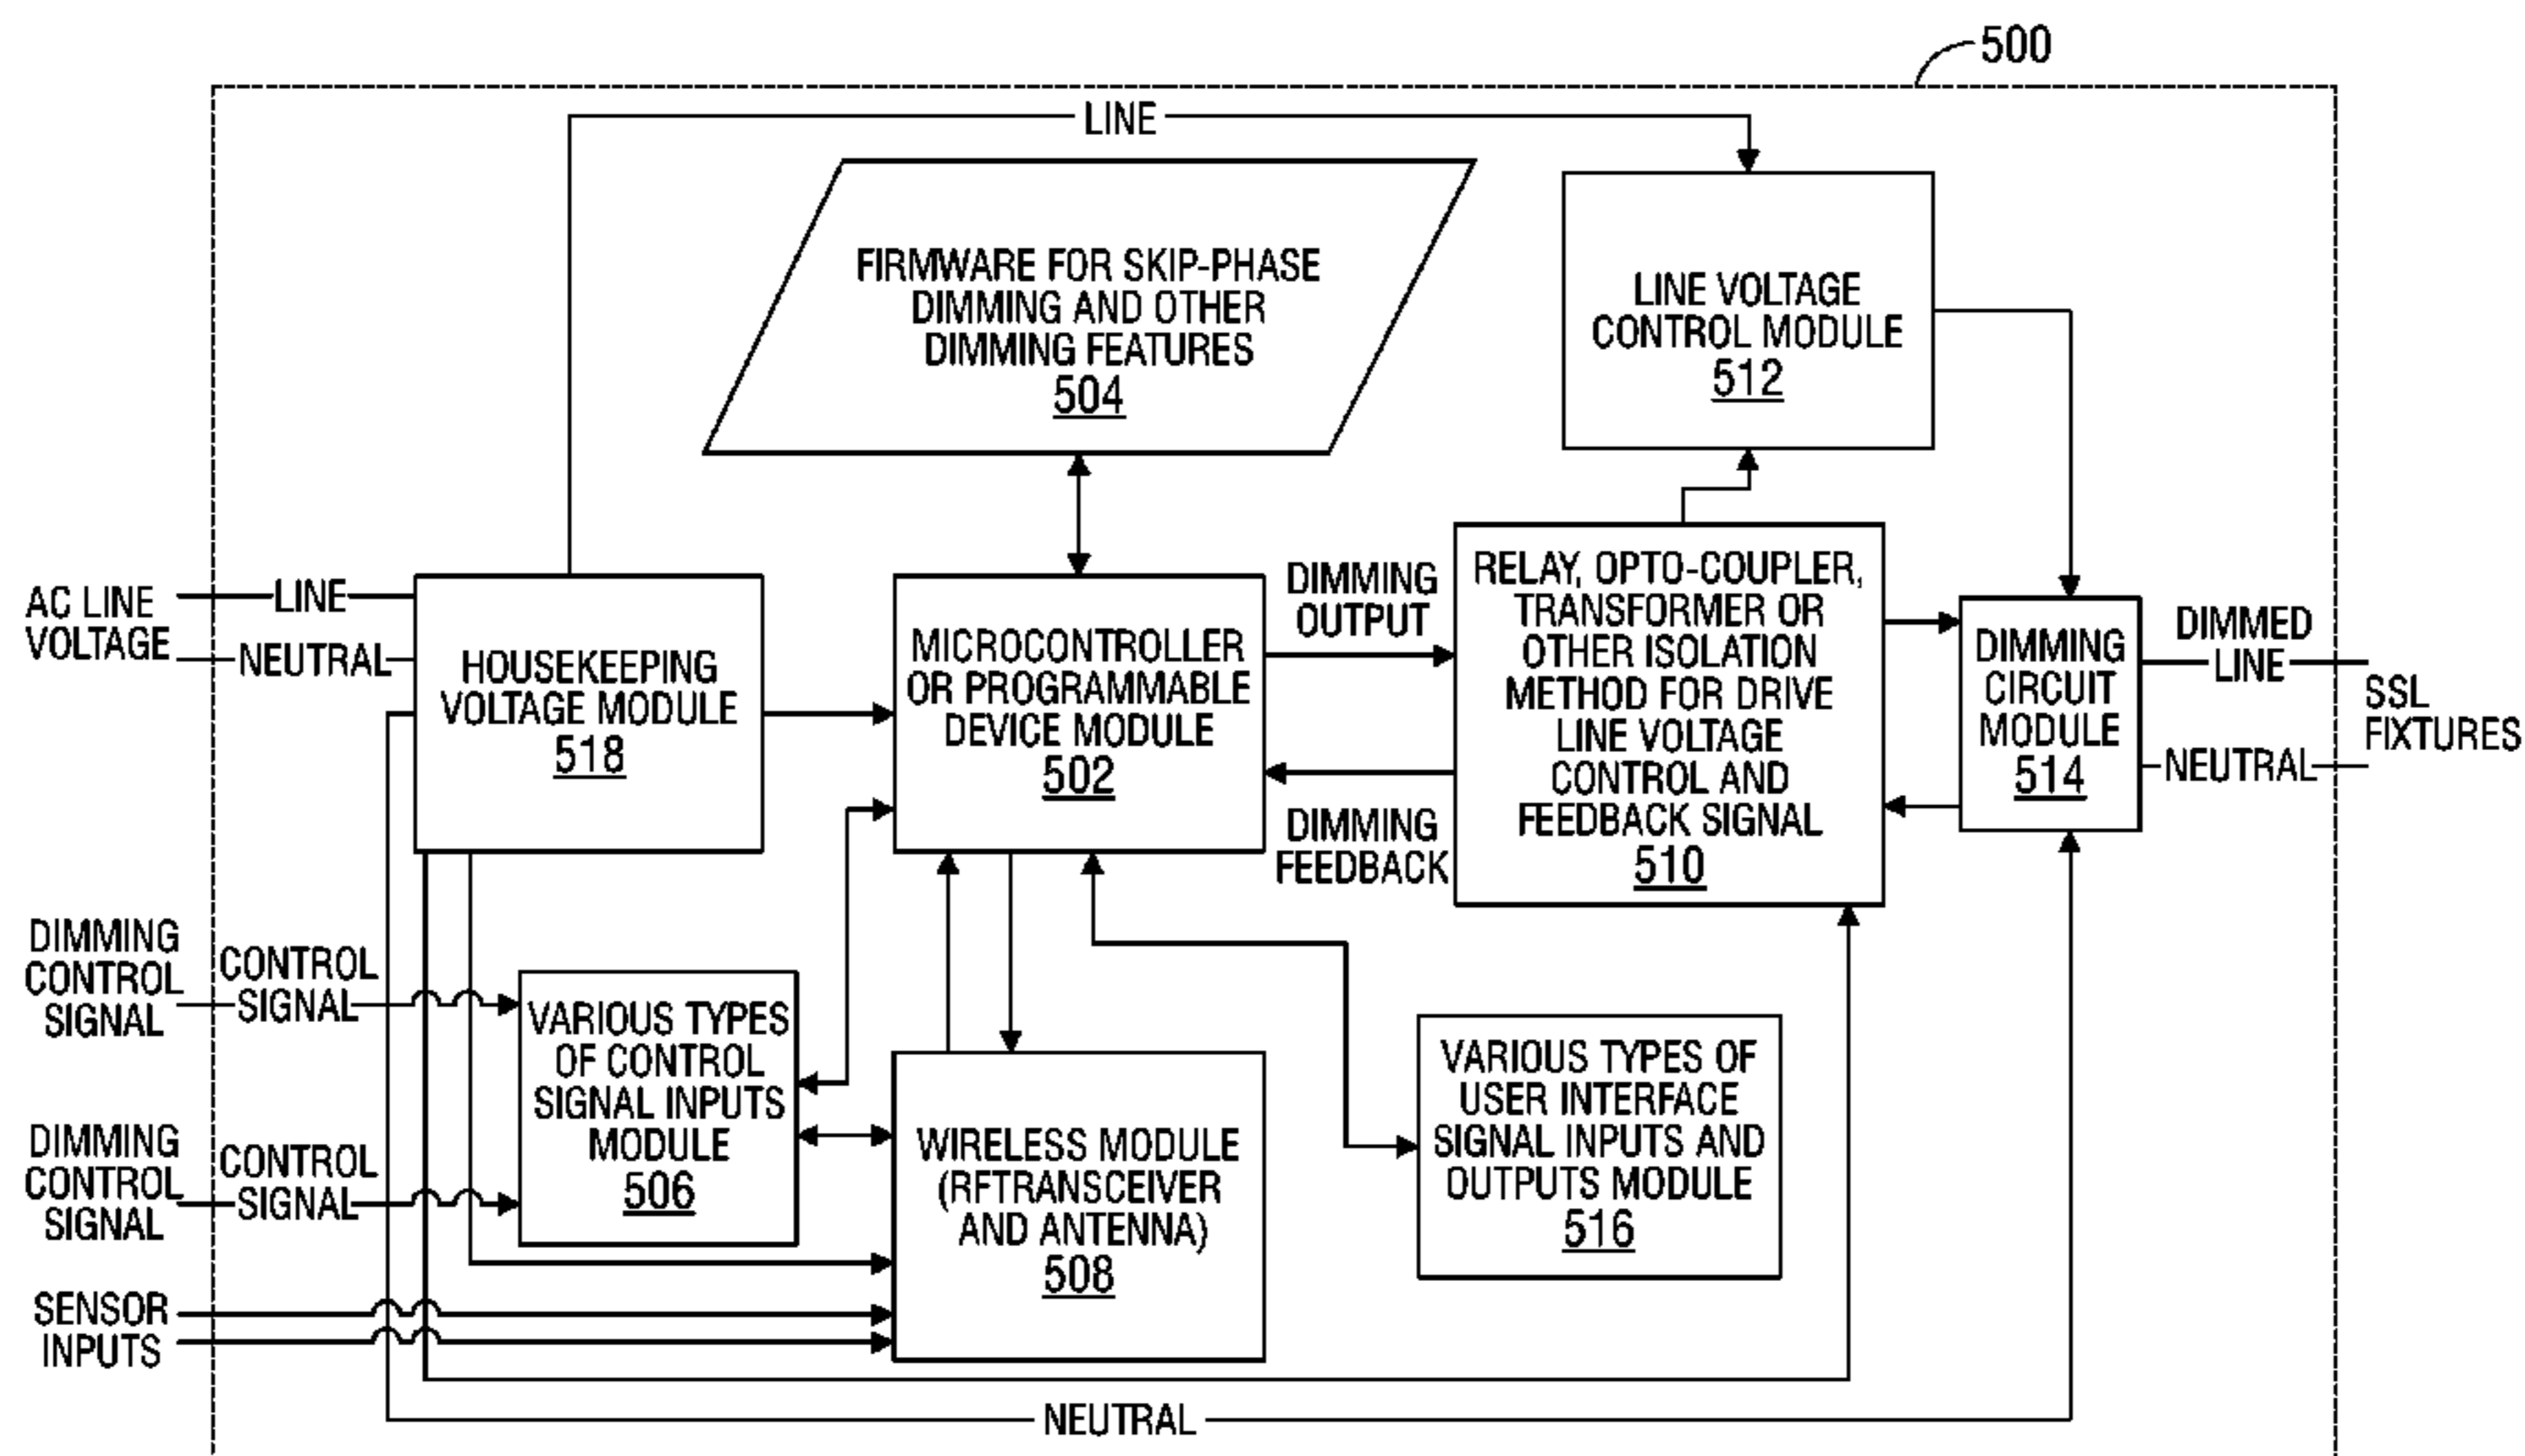 500
LINE
FIRMWARE FOR SKIP-PHASE
DIMMING AND OTHER
DIMMING FEATURES
504
LINE VOLTAGE
CONTROL MODULE
512
AC LINE
VOLTAGE
LINE
NEUTRAL
HOUSEKEEPING
VOLTAGE MODULE
518
MICROCONTROLLER
OR PROGRAMMABLE
DEVICE MODULE
502
DIMMING
OUTPUT
DIMMING
FEEDBACK
RELAY, OPTO-COUPLER,
TRANSFORMER OR
OTHER ISOLATION
METHOD FOR DRIVE
LINE VOLTAGE
CONTROL AND
FEEDBACK SIGNAL
510
DIMMING
CIRCUIT
MODULE
514
DIMMED
LINE
NEUTRAL
SSL
FIXTURES
DIMMING
CONTROL
SIGNAL
CONTROL
SIGNAL
DIMMING
CONTROL
SIGNAL
CONTROL
SIGNAL
VARIOUS TYPES
OF CONTROL
SIGNAL INPUTS
MODULE
506
WIRELESS MODULE
(RFTRANSCEIVER
AND ANTENNA)
508
VARIOUS TYPES OF
USER INTERFACE
SIGNAL INPUTS AND
OUTPUTS MODULE
516
SENSOR
INPUTS
NEUTRAL